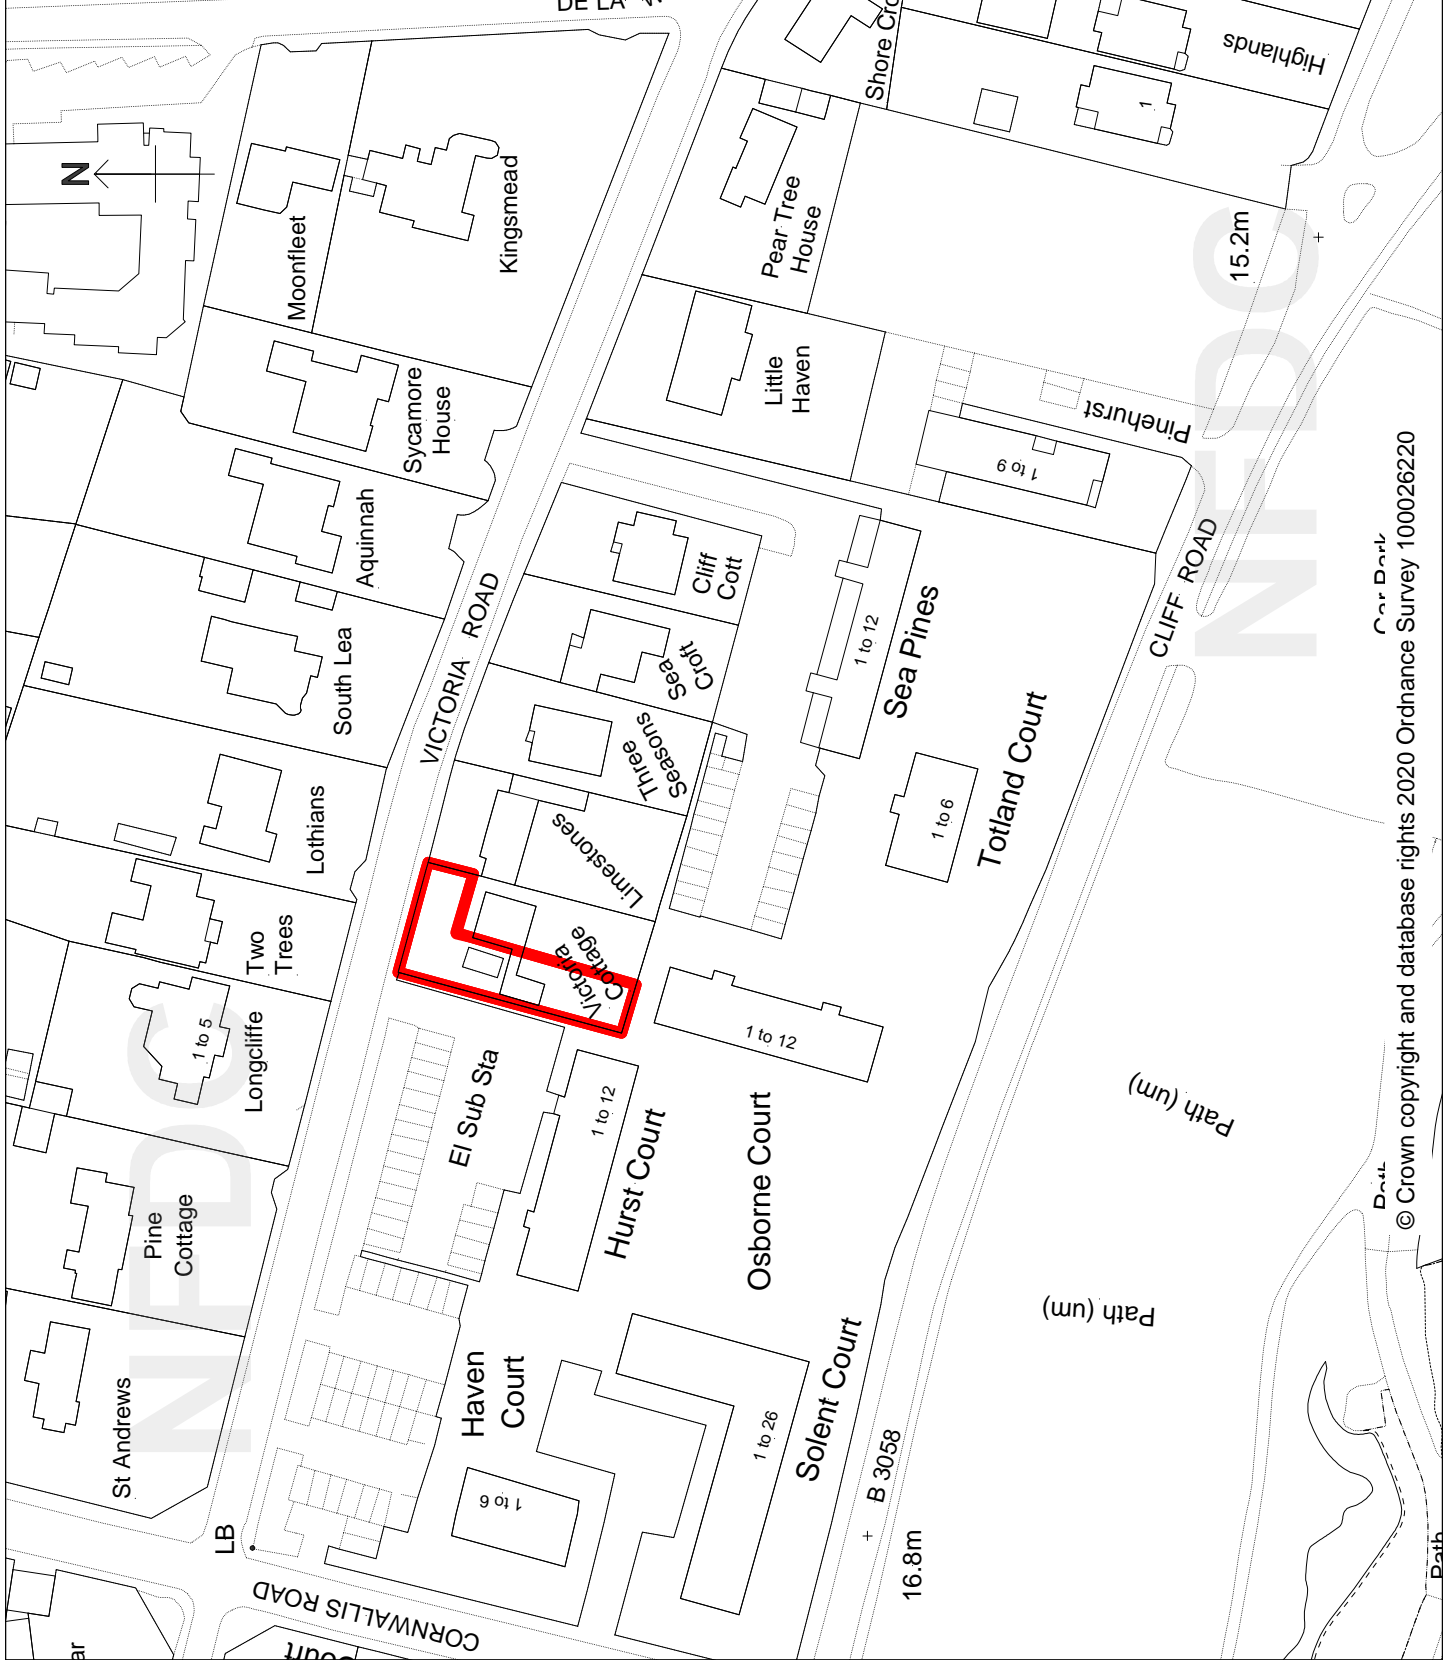 N
Moonfleet
Kingsmead
Sycamore
House
Aquinnah
South Lea
Lothians
Two
Trees
1 to 5
Longcliffe
Pine
Cottage
St Andrews
LB
CORNWALLIS ROAD
VICTORIA ROAD
Shore
Highlands
1
Pear Tree
House
15.2m
Little
Haven
Pinehurst
1 to 9
Cliff
Cott
Sea
Croft
Three
Seasons
Limestones
Victoria
Cottage
1 to 12
Sea Pines
1 to 6
Totland Court
CLIFF ROAD
El Sub Sta
1 to 12
Hurst Court
1 to 12
Osborne Court
Haven
Court
1 to 6
1 to 26
Solent Court
B 3058
16.8m
Path (um)
Path (um)
Car Park
Path
Path
NFDC
NFDC
© Crown copyright and database rights 2020 Ordnance Survey 100026220